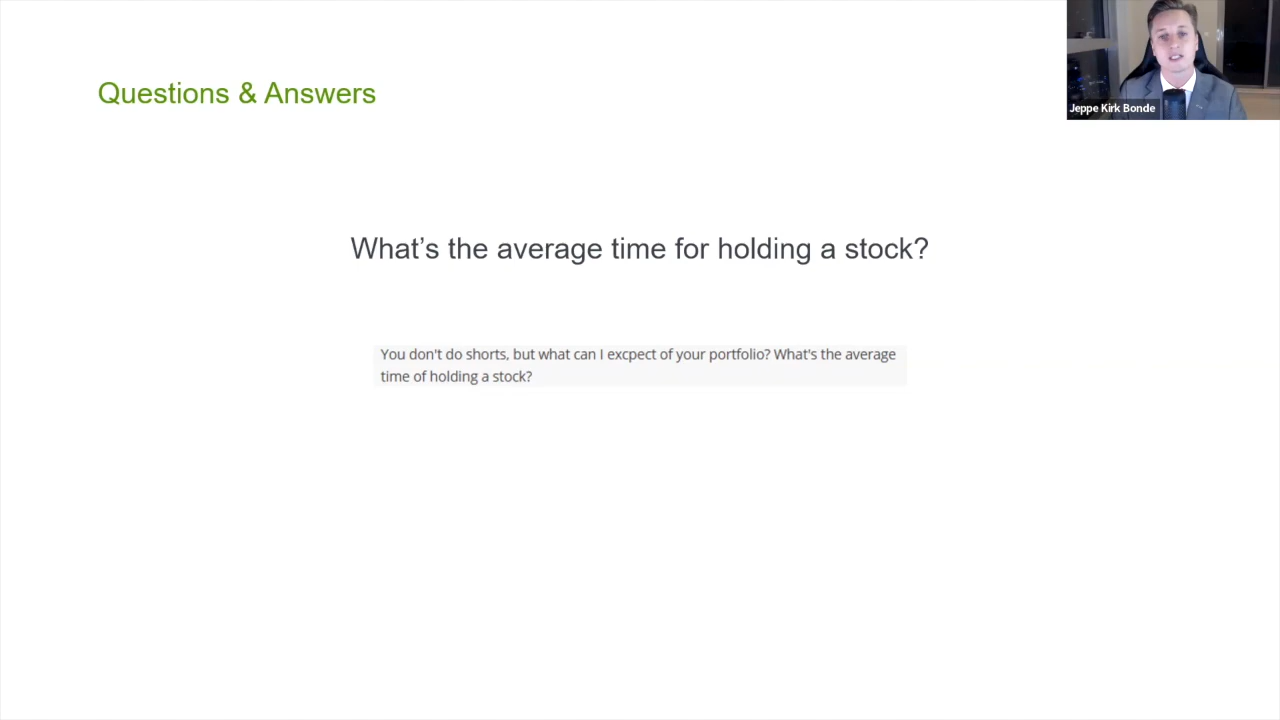 Questions & Answers
Jeppe Kirk Bonde
What’s the average time for holding a stock?
You don't do shorts, but what can I excpect of your portfolio? What's the average
time of holding a stock?